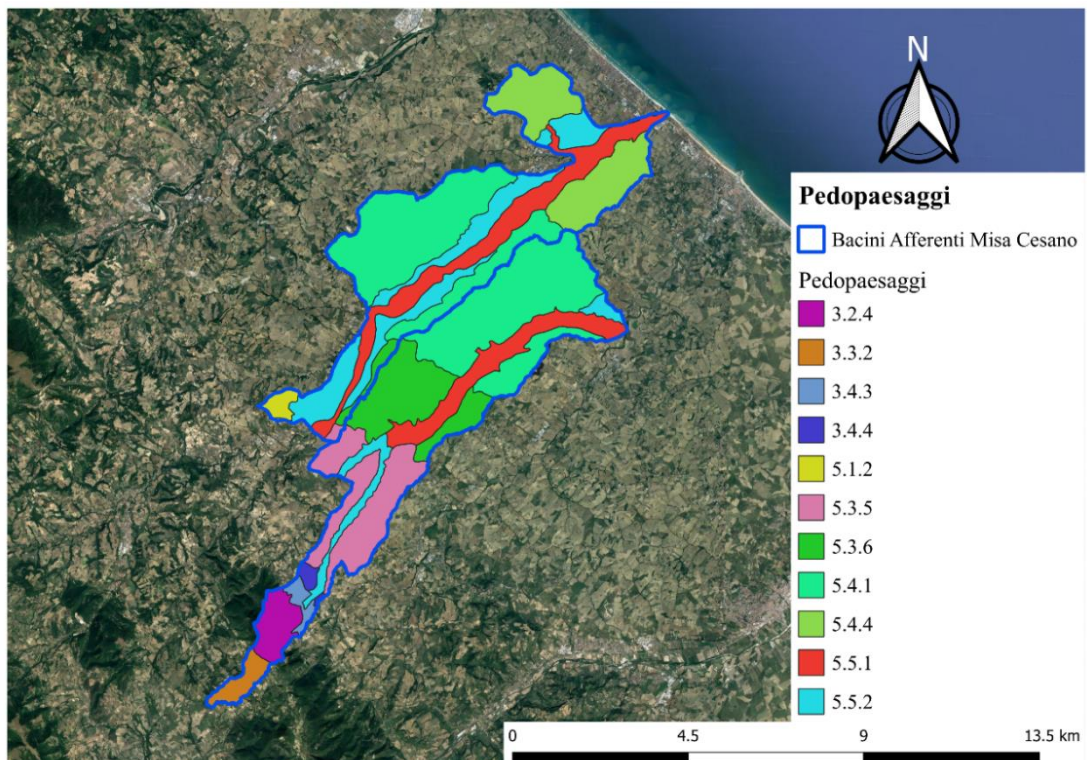 N
Pedopaesaggi
Bacini Afferenti Misa Cesano
Pedopaesaggi
3.2.4
3.3.2
3.4.3
3.4.4
5.1.2
5.3.5
5.3.6
5.4.1
5.4.4
5.5.1
5.5.2
0 4.5 9 13.5 km